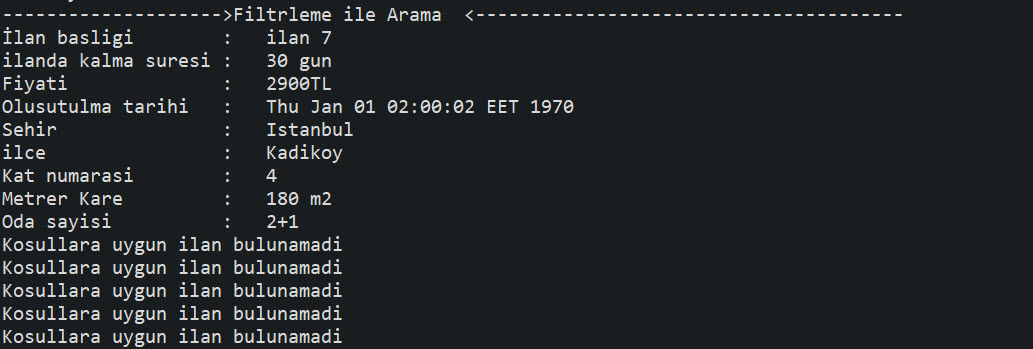 -------------------->Filtrleme ile Arama  <---------------------------------------
İlan basligi        :   ilan 7
ilanda kalma suresi :   30 gun
Fiyati              :   2900TL
Olusutulma tarihi   :   Thu Jan 01 02:00:02 EET 1970
Sehir               :   Istanbul
ilce                :   Kadikoy
Kat numarasi        :   4
Metrer Kare         :   180 m2
Oda sayisi          :   2+1
Kosullara uygun ilan bulunamadi
Kosullara uygun ilan bulunamadi
Kosullara uygun ilan bulunamadi
Kosullara uygun ilan bulunamadi
Kosullara uygun ilan bulunamadi